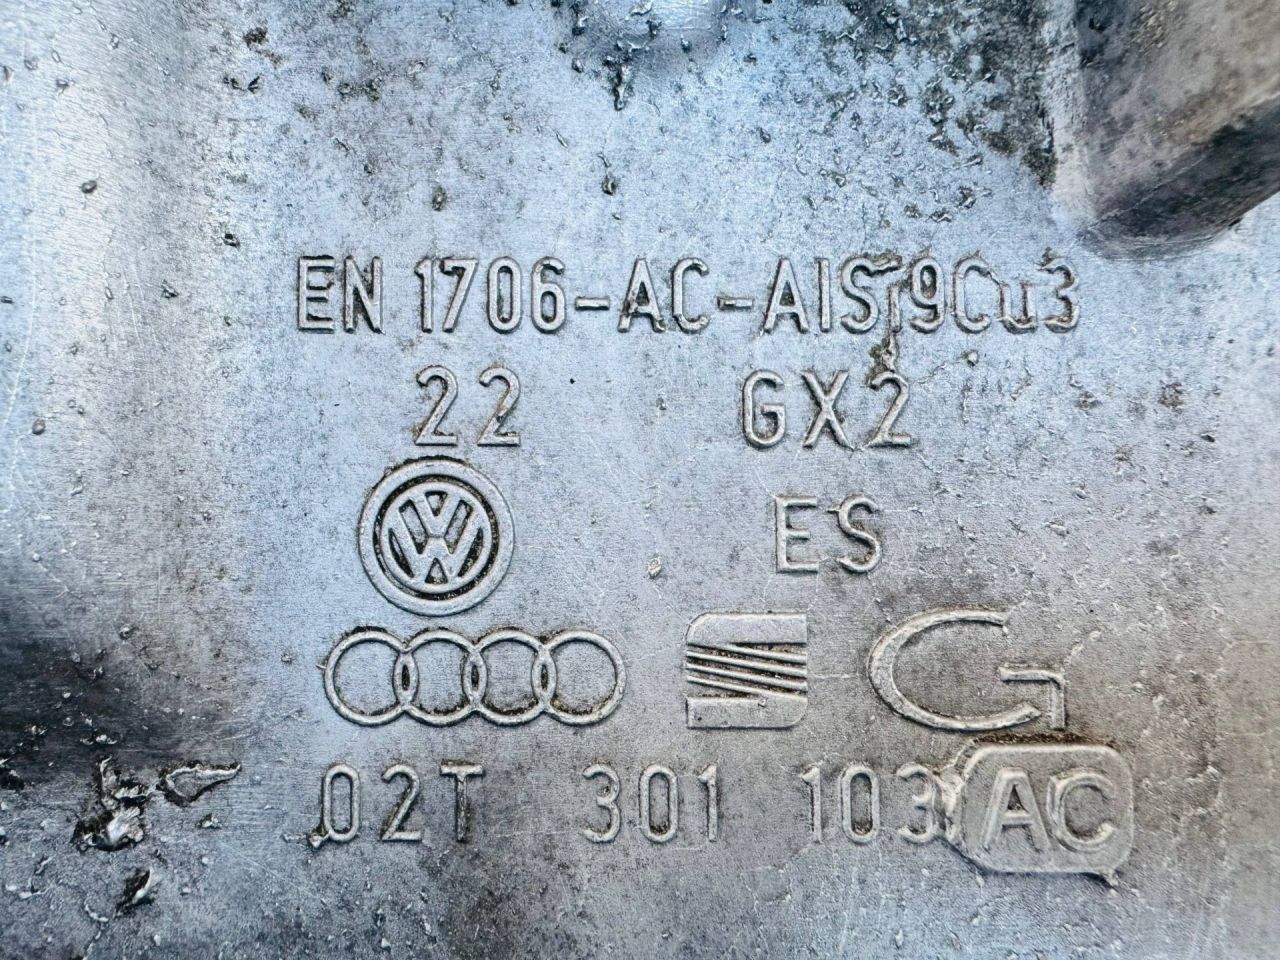 EN 1706-AC-AlSi9Cu3
22 GX2
ES
02T 301 103 AC